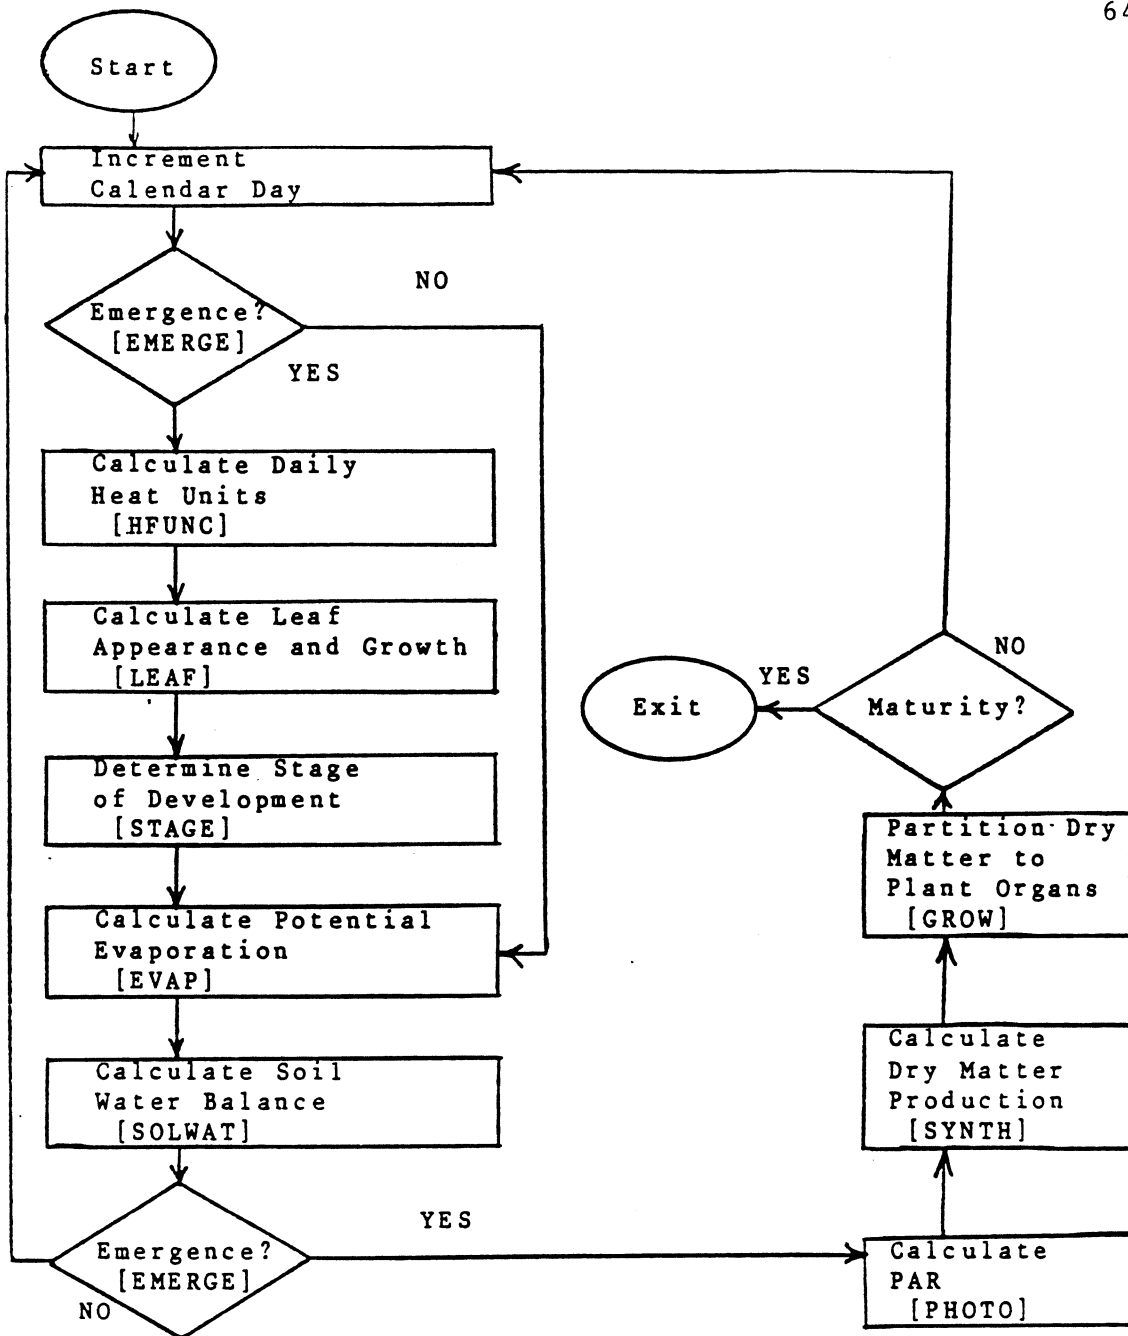 64
Start
Increment
Calendar Day
NO
Emergence?
[EMERGE]
YES
Calculate Daily
Heat Units
[HFUNC]
Calculate Leaf
Appearance and Growth
[LEAF]
Determine Stage
of Development
[STAGE]
Calculate Potential
Evaporation
[EVAP]
Calculate Soil
Water Balance
[SOLWAT]
Emergence?
[EMERGE]
NO
YES
Calculate
PAR
[PHOTO]
Calculate
Dry Matter
Production
[SYNTH]
Partition Dry
Matter to
Plant Organs
[GROW]
Maturity?
NO
YES
Exit